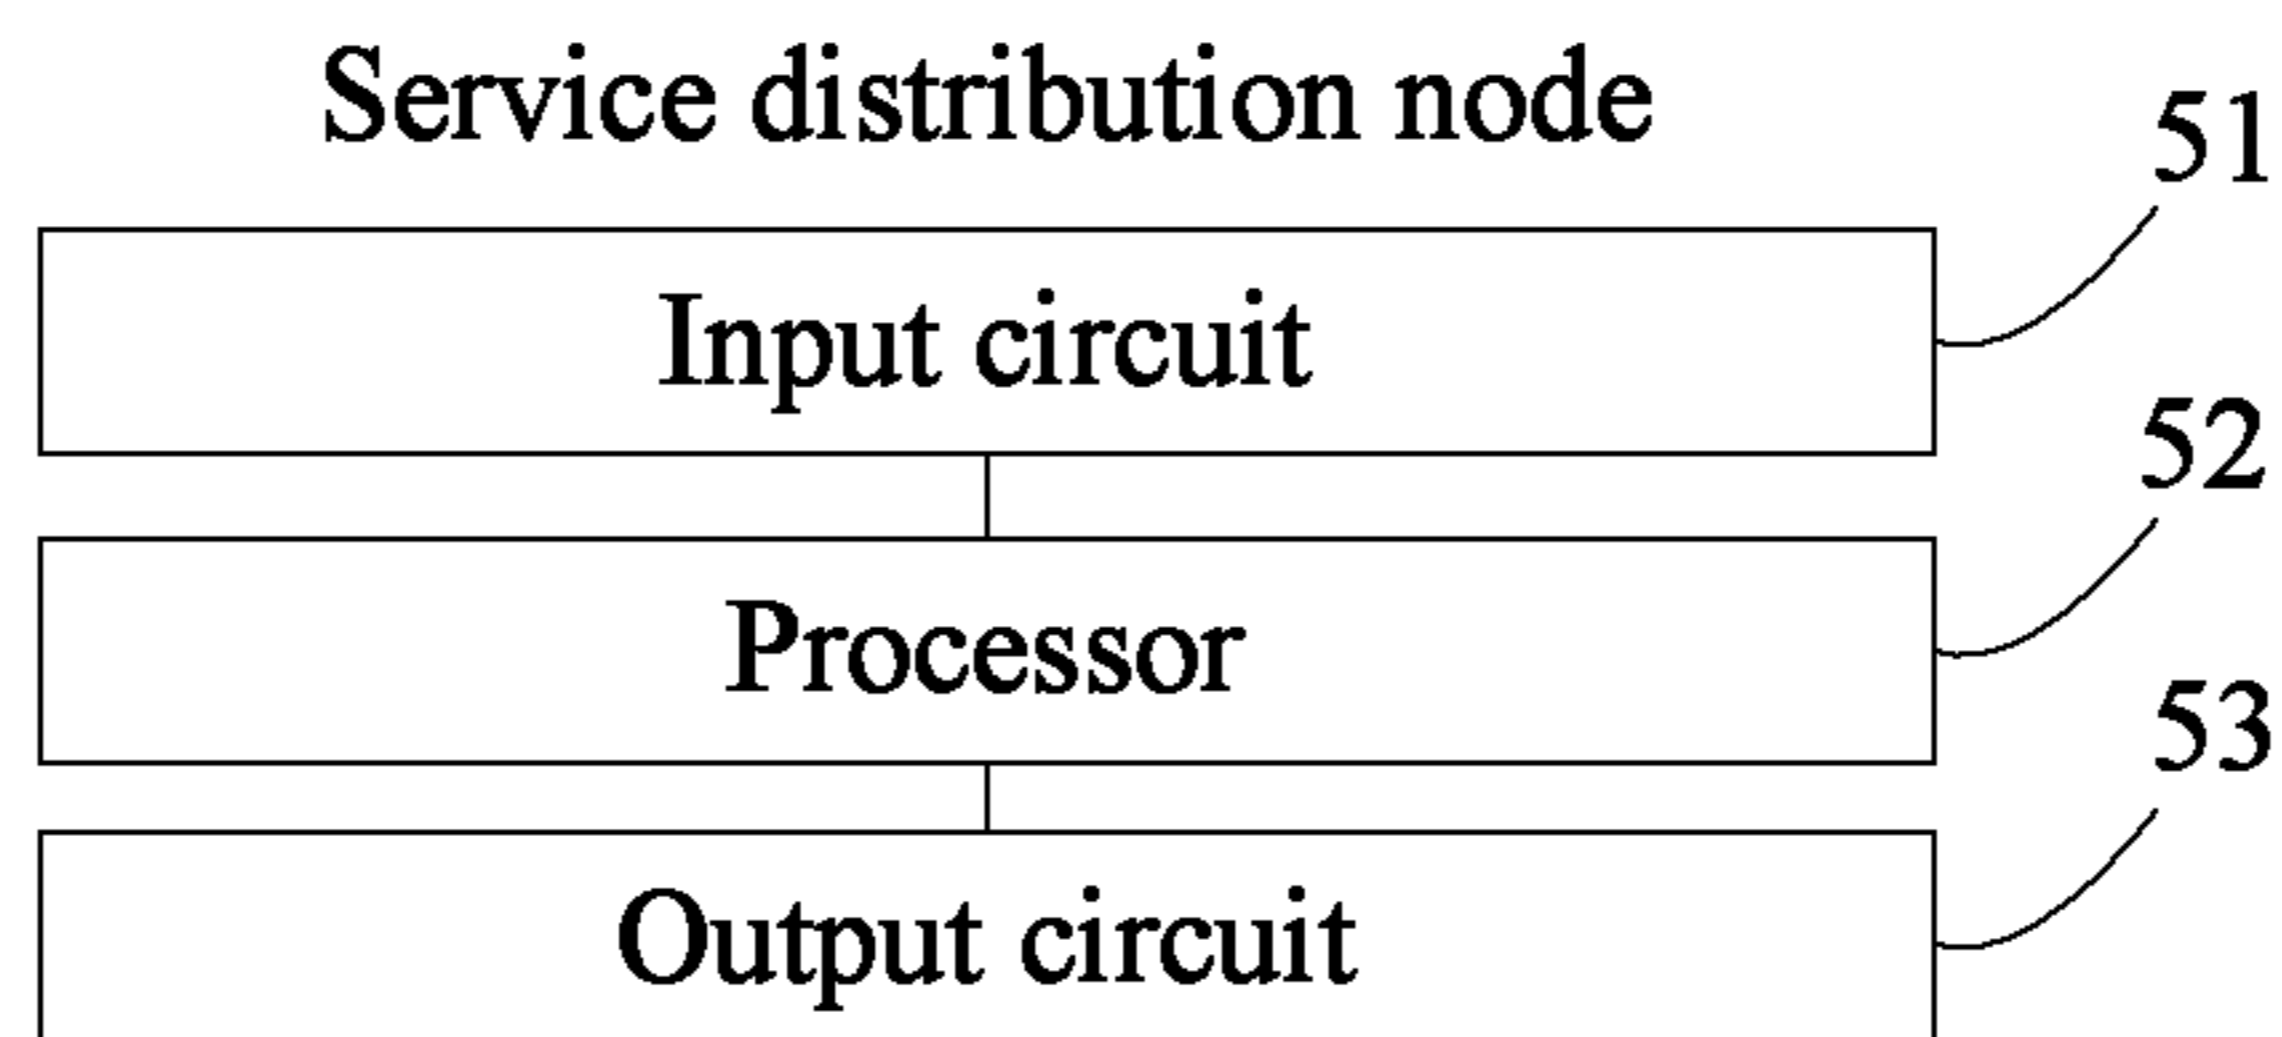 Service distribution node
51
Input circuit
52
Processor
53
Output circuit